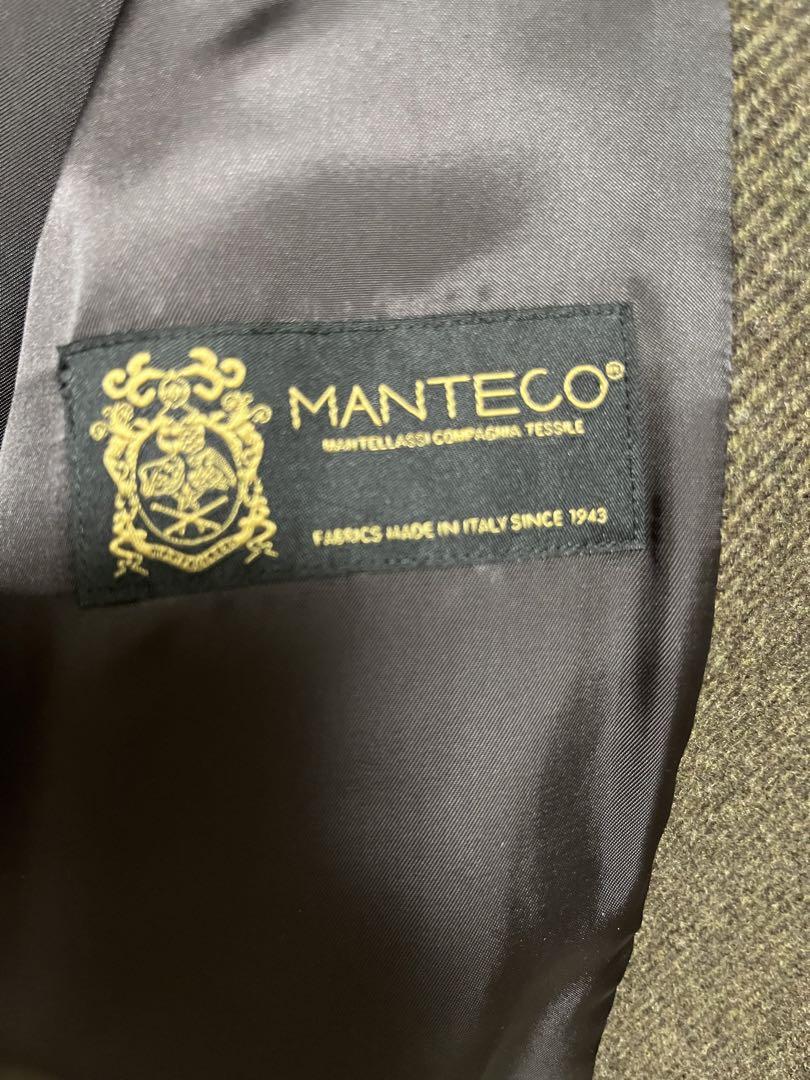 MANTECO®
MANTELLASSI COMPAGNIA TESSILE
FABRICS MADE IN ITALY SINCE 1943